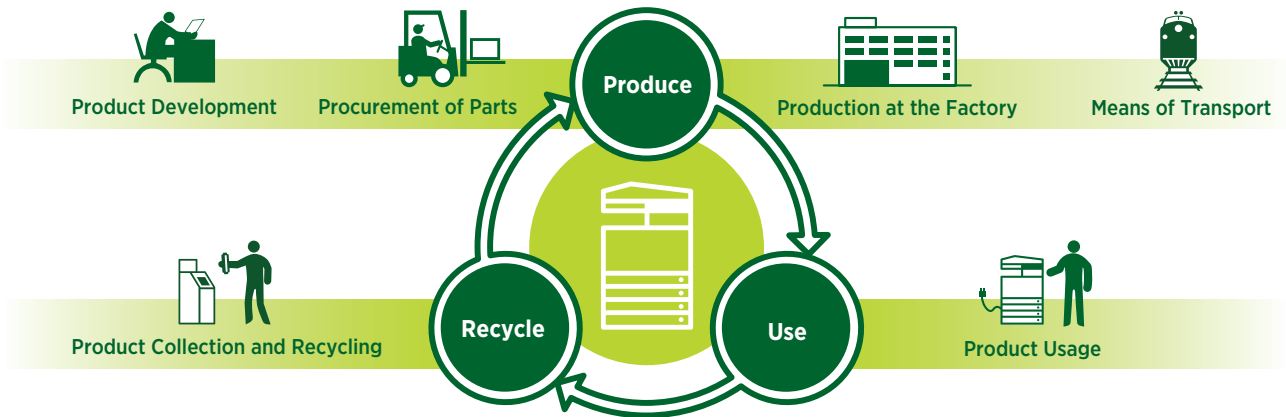 Produce
Product Development
Procurement of Parts
Production at the Factory
Means of Transport
Recycle
Use
Product Collection and Recycling
Product Usage